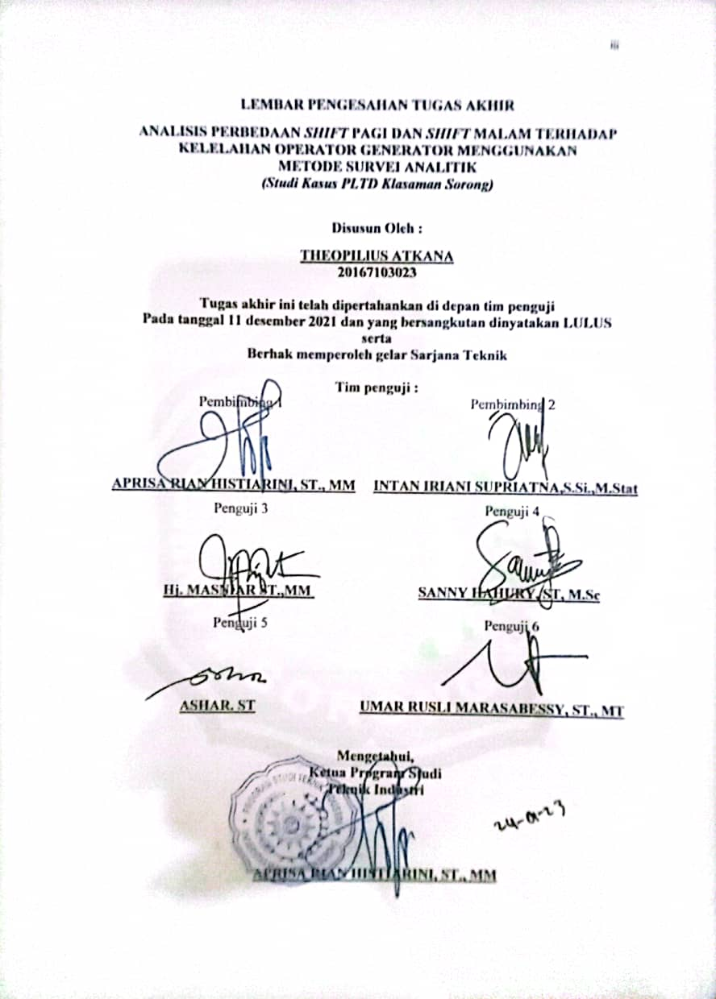 iii
LEMBAR PENGESAHAN TUGAS AKHIR
ANALISIS PERBEDAAN SHIFT PAGI DAN SHIFT MALAM TERHADAP
KELELAHAN OPERATOR GENERATOR MENGGUNAKAN
METODE SURVEI ANALITIK
(Studi Kasus PLTD Klasaman Sorong)
Disusun Oleh :
THEOPILIUS ATKANA
20167103023
Tugas akhir ini telah dipertahankan di depan tim penguji
Pada tanggal 11 desember 2021 dan yang bersangkutan dinyatakan LULUS
serta
Berhak memperoleh gelar Sarjana Teknik
Tim penguji :
Pembimbing 1
Pembimbing 2
APRISA RIAN HISTIARINI, ST., MM
INTAN IRIANI SUPRIATNA,S.Si.,M.Stat
Penguji 3
Penguji 4
Hj. MASNIAR ST.,MM
SANNY HAHURY, ST, M.Sc
Penguji 5
Penguji 6
ASHAR. ST
UMAR RUSLI MARASABESSY, ST., MT
Mengetahui,
Ketua Program Studi
Teknik Industri
PROGRAM STUDI TEKNIK
24-01-23
APRISA RIAN HISTIARINI, ST., MM